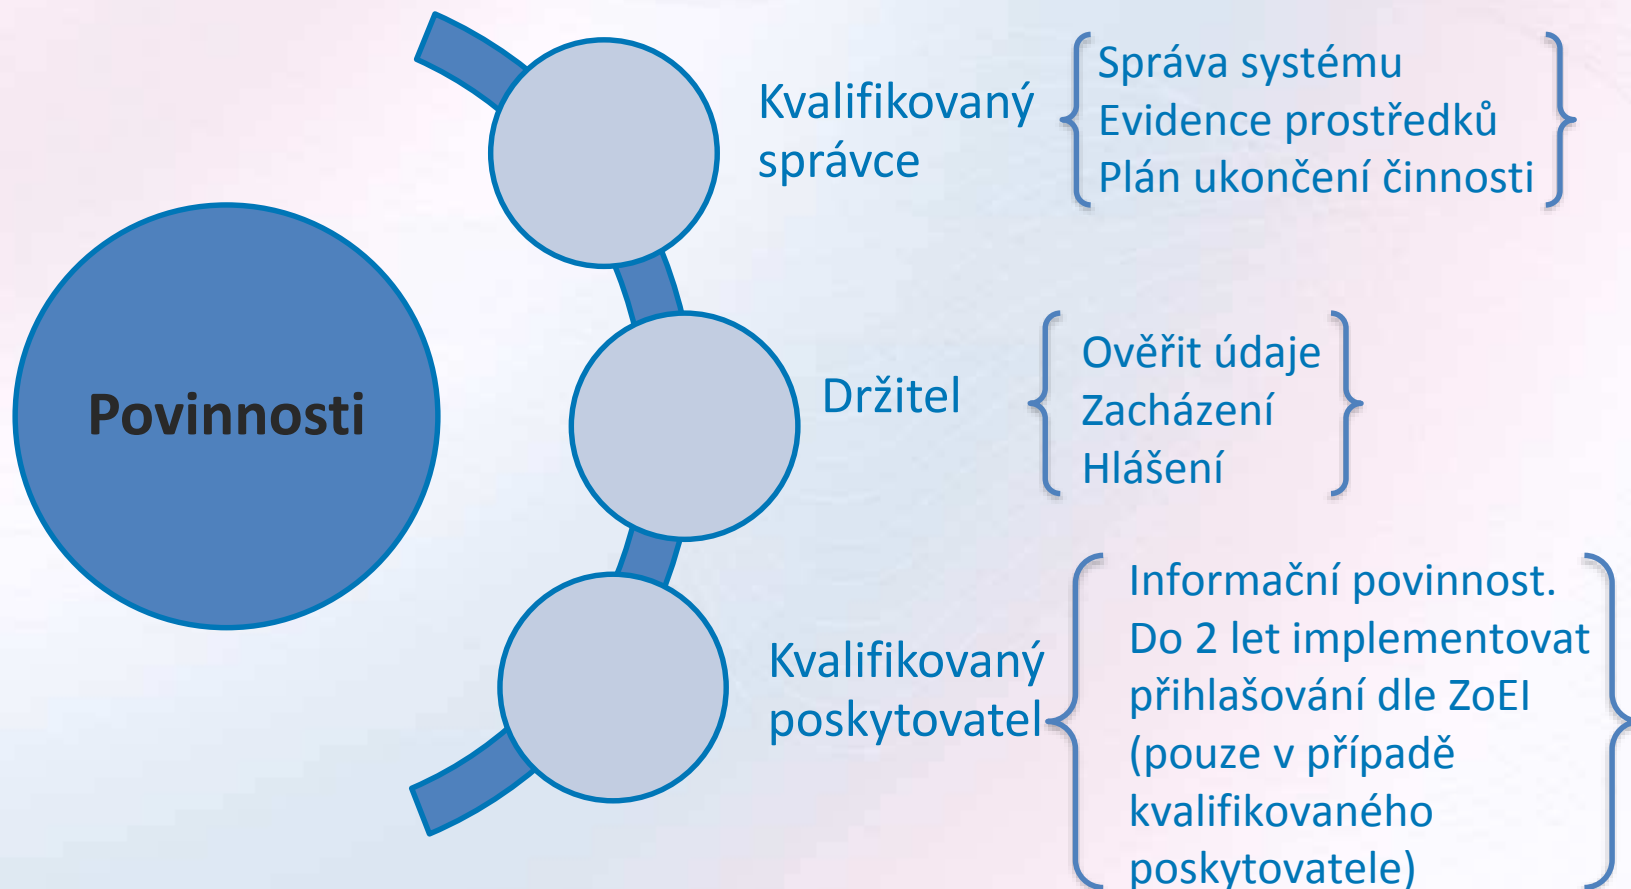 Povinnosti
Kvalifikovaný
správce
Správa systému
Evidence prostředků
Plán ukončení činnosti
Držitel
Ověřit údaje
Zacházení
Hlášení
Kvalifikovaný
poskytovatel
Informační povinnost.
Do 2 let implementovat
přihlašování dle ZoEI
(pouze v případě
kvalifikovaného
poskytovatele)